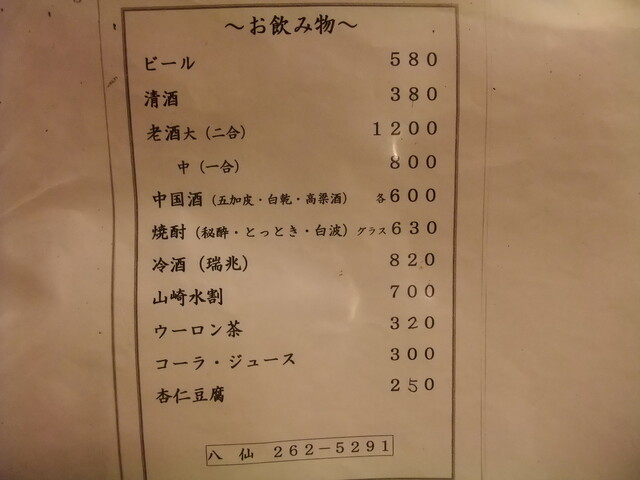 ～お飲み物～
ビール 580
清酒 380
老酒大（二合） 1200
中（一合） 800
中国酒（五加皮・白乾・高梁酒） 各600
焼酎（秘酔・とっとき・白波） グラス630
冷酒（瑞兆） 820
山崎水割 700
ウーロン茶 320
コーラ・ジュース 300
杏仁豆腐 250
八仙 262－5291